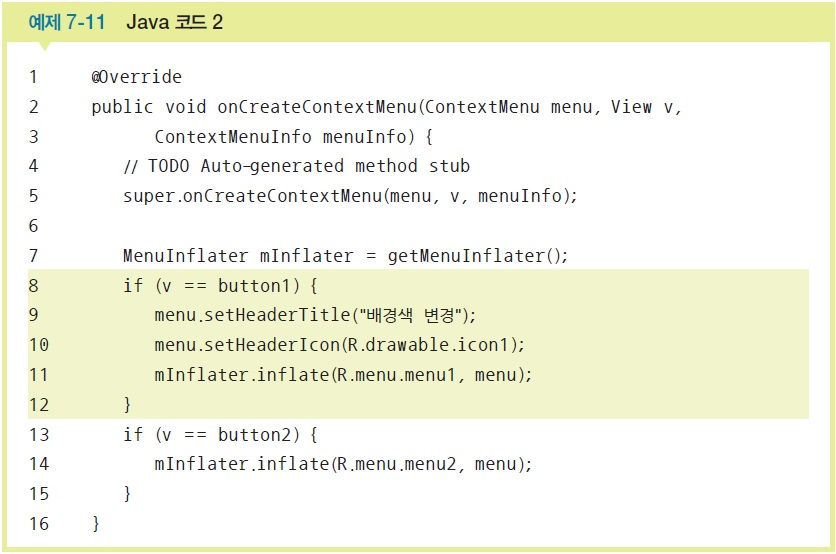 예제 7-11 Java 코드 2
1 @Override
2 public void onCreateContextMenu(ContextMenu menu, View v,
3 ContextMenuInfo menuInfo) {
4 // TODO Auto-generated method stub
5 super.onCreateContextMenu(menu, v, menuInfo);
6
7 MenuInflater mInflater = getMenuInflater();
8 if (v == button1) {
9 menu.setHeaderTitle("배경색 변경");
10 menu.setHeaderIcon(R.drawable.icon1);
11 mInflater.inflate(R.menu.menu1, menu);
12 }
13 if (v == button2) {
14 mInflater.inflate(R.menu.menu2, menu);
15 }
16 }